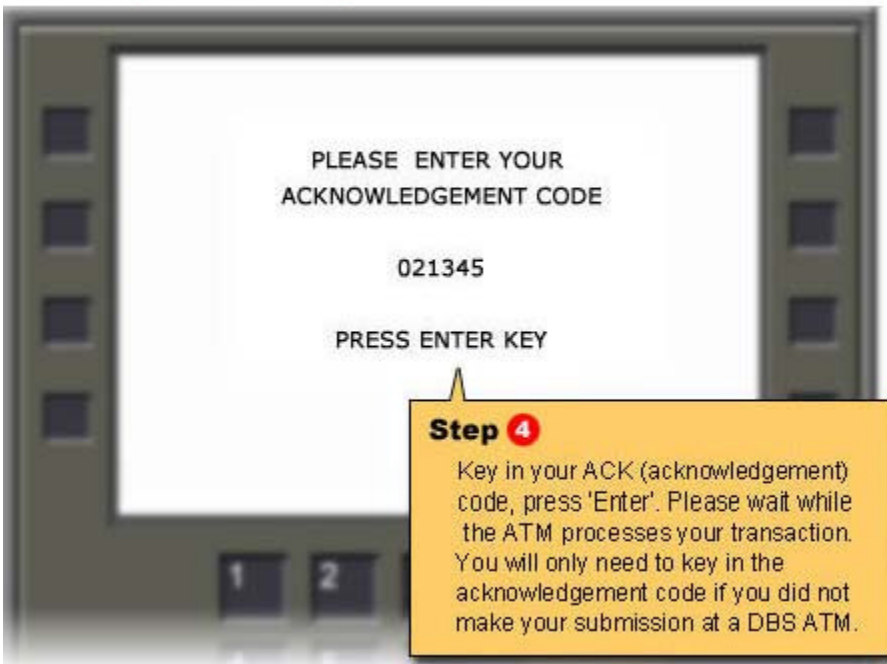 PLEASE ENTER YOUR
ACKNOWLEDGEMENT CODE
021345
PRESS ENTER KEY
Step 4
Key in your ACK (acknowledgement)
code, press 'Enter'. Please wait while
the ATM processes your transaction.
You will only need to key in the
acknowledgement code if you did not
make your submission at a DBS ATM.
1 2